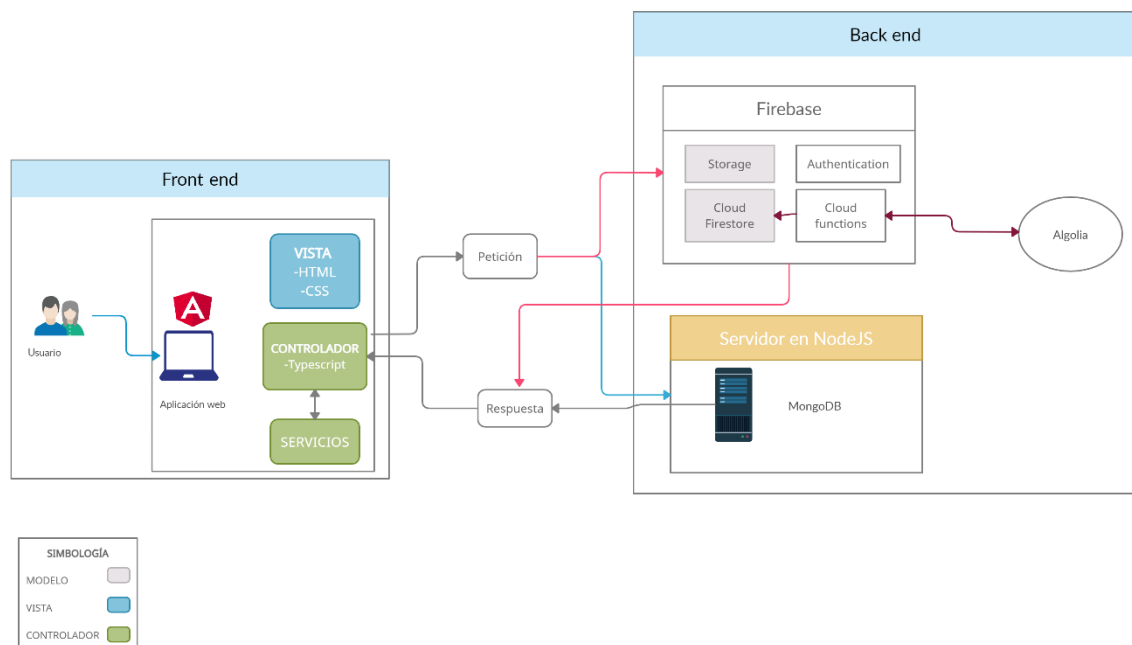 Back end
Firebase
Storage
Authentication
Cloud
Firestore
Cloud
functions
Algolia
Front end
VISTA
-HTML
-CSS
Petición
Usuario
Aplicación web
CONTROLADOR
-Typescript
SERVICIOS
Respuesta
Servidor en NodeJS
MongoDB
SIMBOLOGÍA
MODELO
VISTA
CONTROLADOR